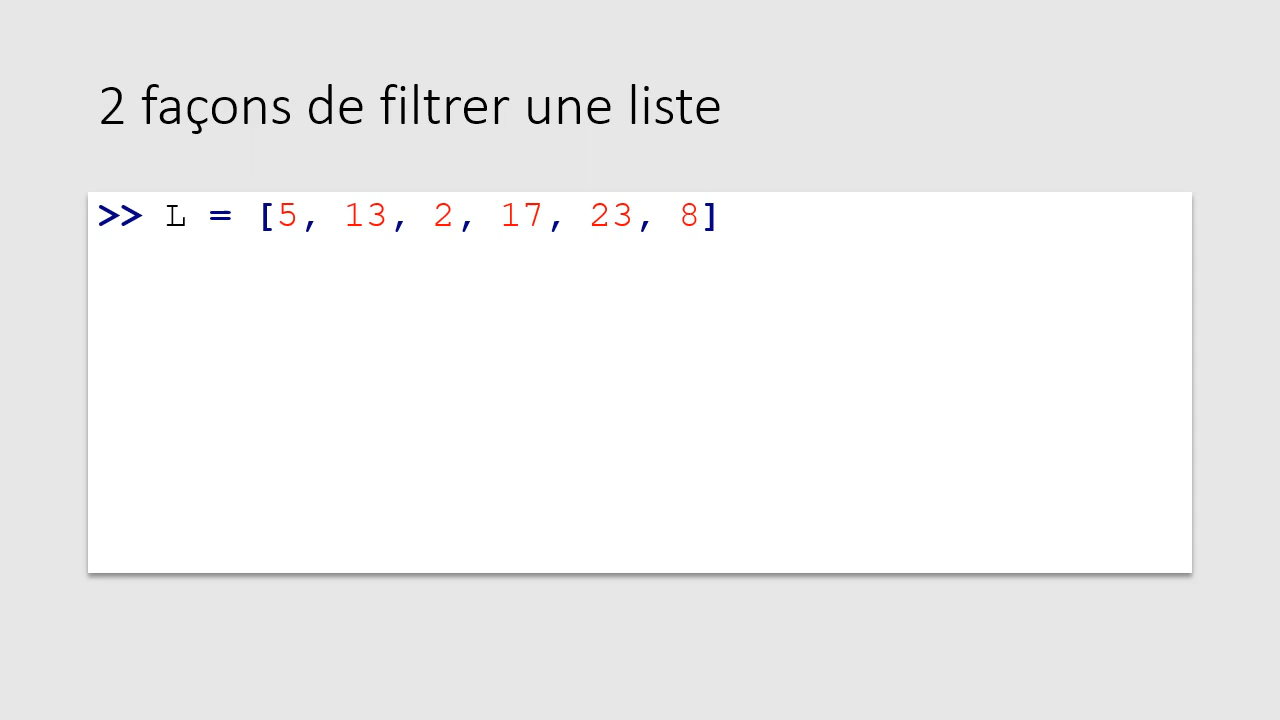 2 façons de filtrer une liste
>> L = [5, 13, 2, 17, 23, 8]